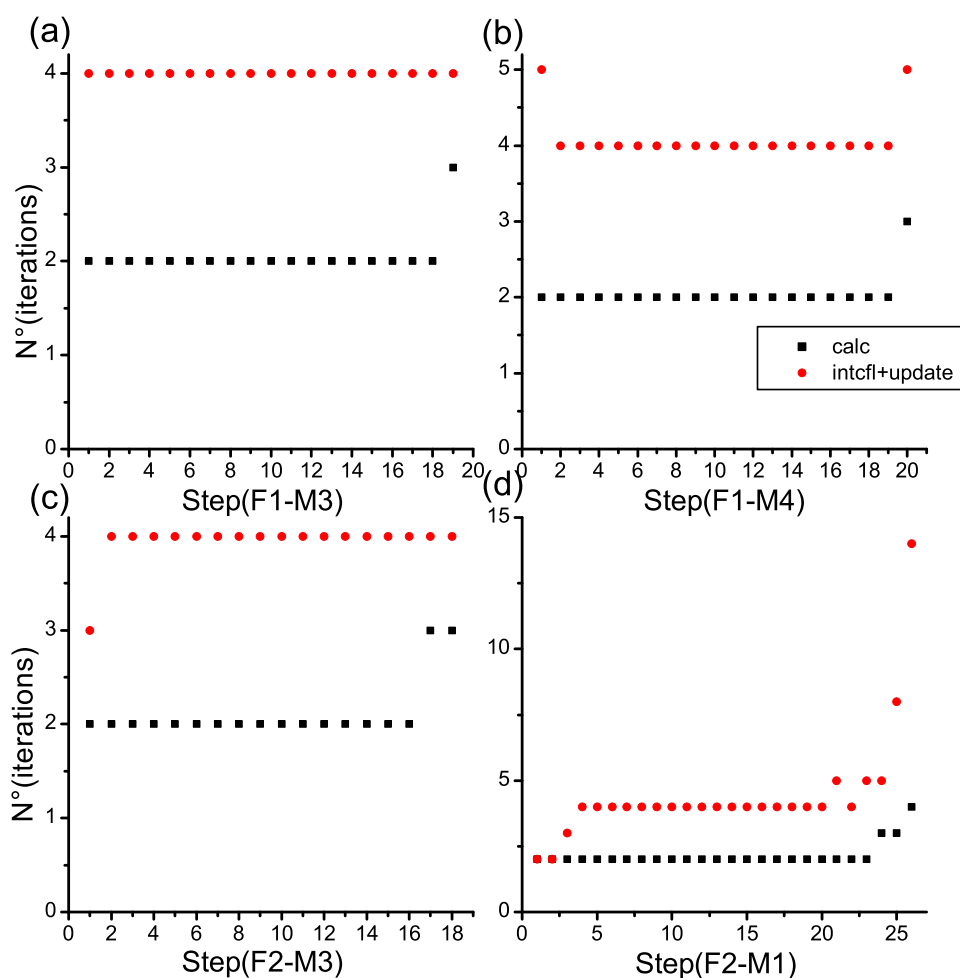 (a)
N°(iterations)
4
3
2
1
0
0 2 4 6 8 10 12 14 16 18 20
Step(F1-M3)
(b)
5
4
3
2
1
0
0 2 4 6 8 10 12 14 16 18 20
Step(F1-M4)
calc
intcfl+update
(c)
N°(iterations)
4
3
2
1
0
0 2 4 6 8 10 12 14 16 18
Step(F2-M3)
(d)
15
10
5
0
0 5 10 15 20 25
Step(F2-M1)